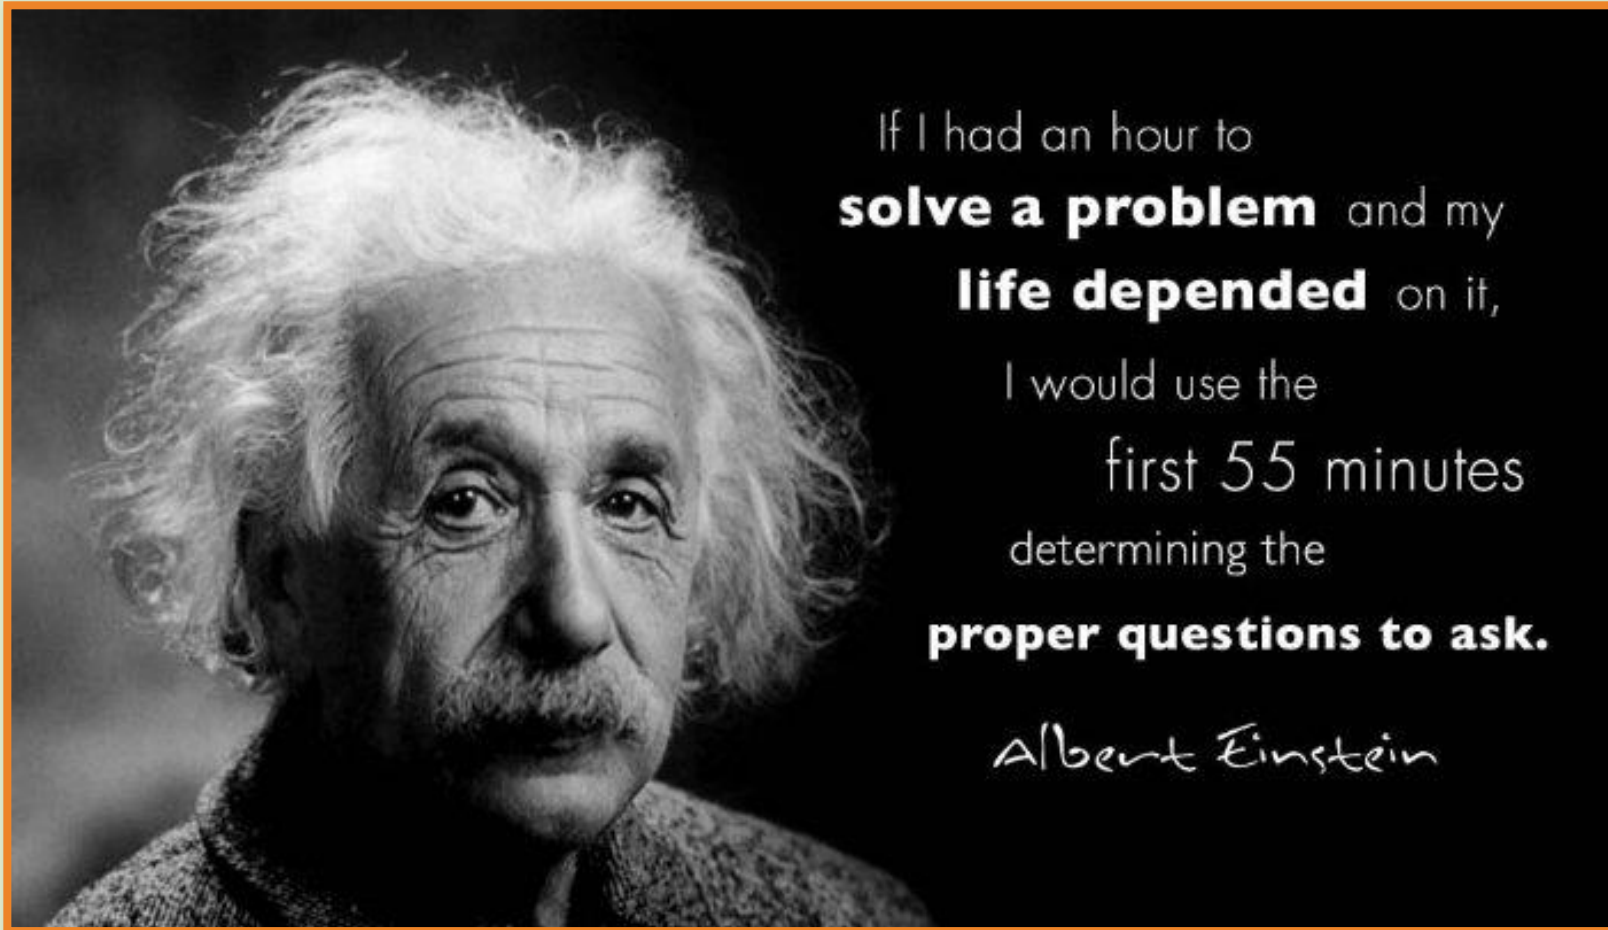 If I had an hour to
solve a problem and my
life depended on it,
I would use the
first 55 minutes
determining the
proper questions to ask.
Albert Einstein